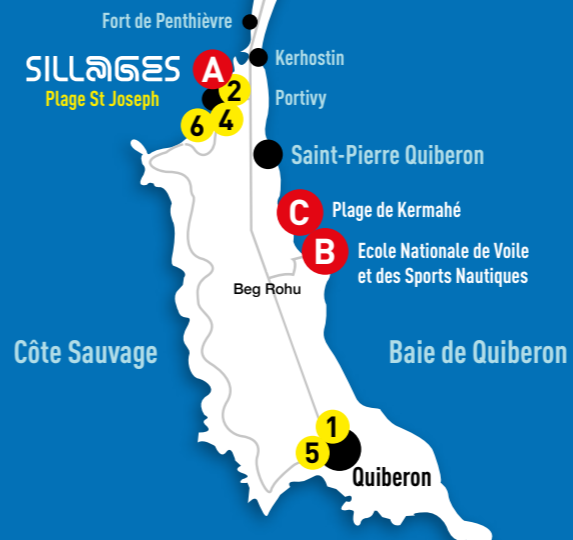 Fort de Penthièvre
Kerhostin
SILLAGES
A
Plage St Joseph
2
Portivy
6
4
Saint-Pierre Quiberon
C
Plage de Kermahé
B
Ecole Nationale de Voile
et des Sports Nautiques
Beg Rohu
Côte Sauvage
Baie de Quiberon
1
5
Quiberon